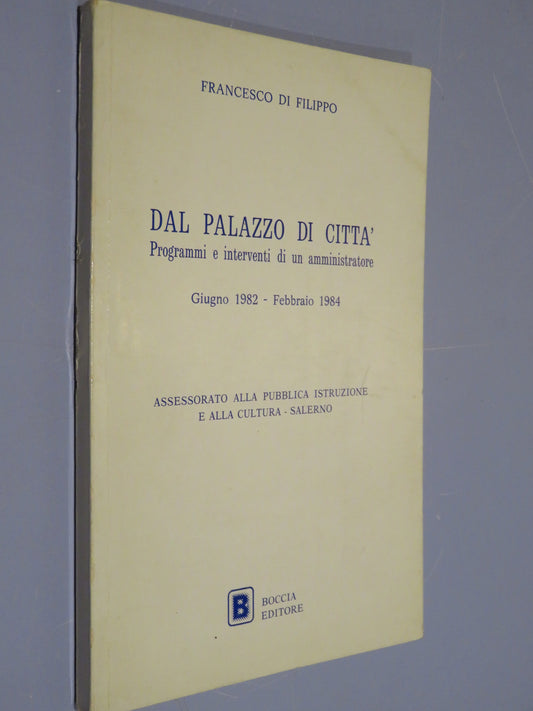 FRANCESCO DI FILIPPO
DAL PALAZZO DI CITTA'
Programmi e interventi di un amministratore
Giugno 1982 - Febbraio 1984
ASSESSORATO ALLA PUBBLICA ISTRUZIONE
E ALLA CULTURA - SALERNO
B
BOCCIA
EDITORE